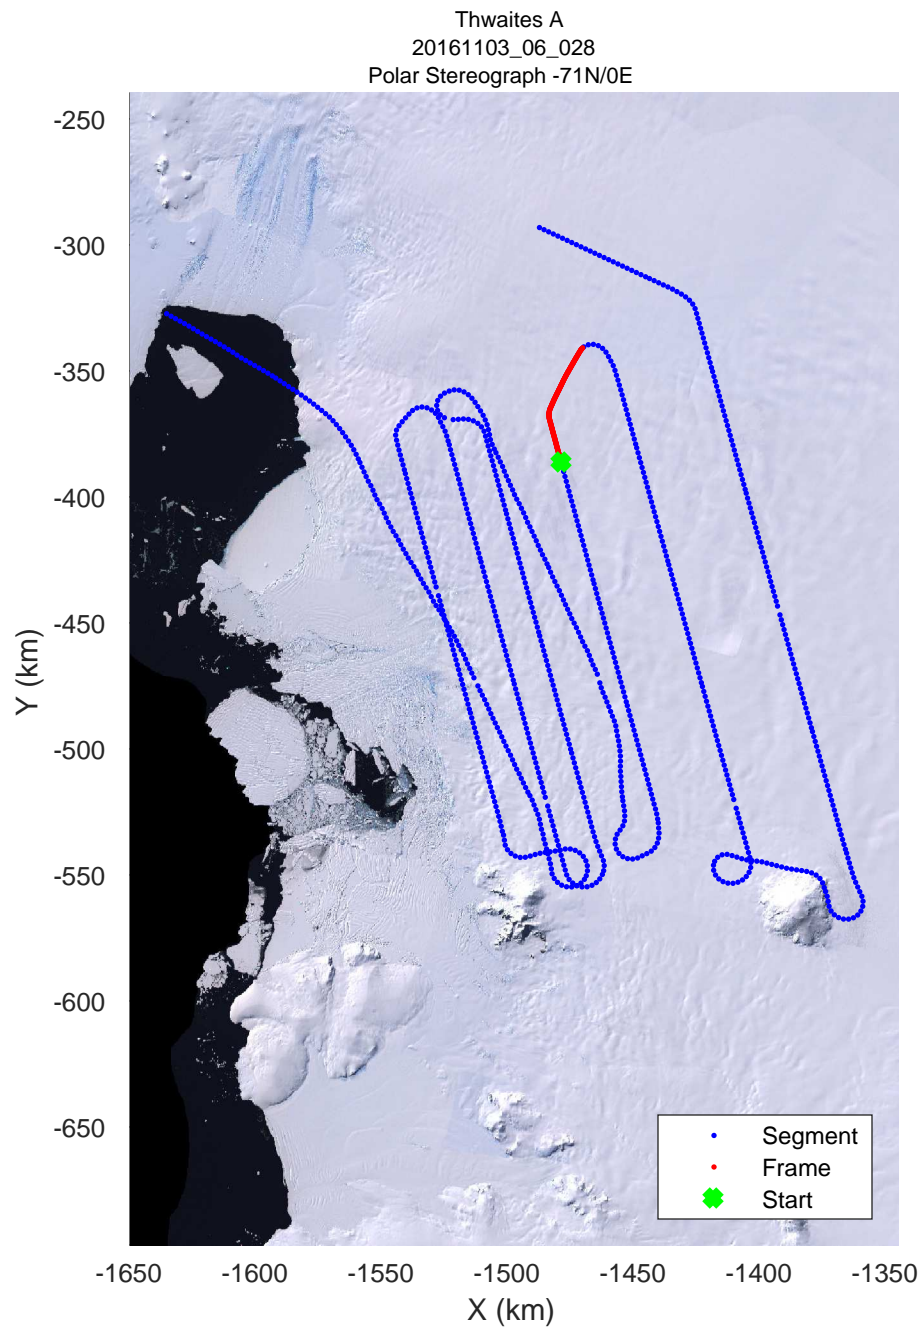 Thwaites A
20161103_06_028
Polar Stereograph -71N/0E
-250
-300
-350
-400
-450
-500
-550
-600
-650
Y (km)
Segment
Frame
Start
-1650 -1600 -1550 -1500 -1450 -1400 -1350
X (km)